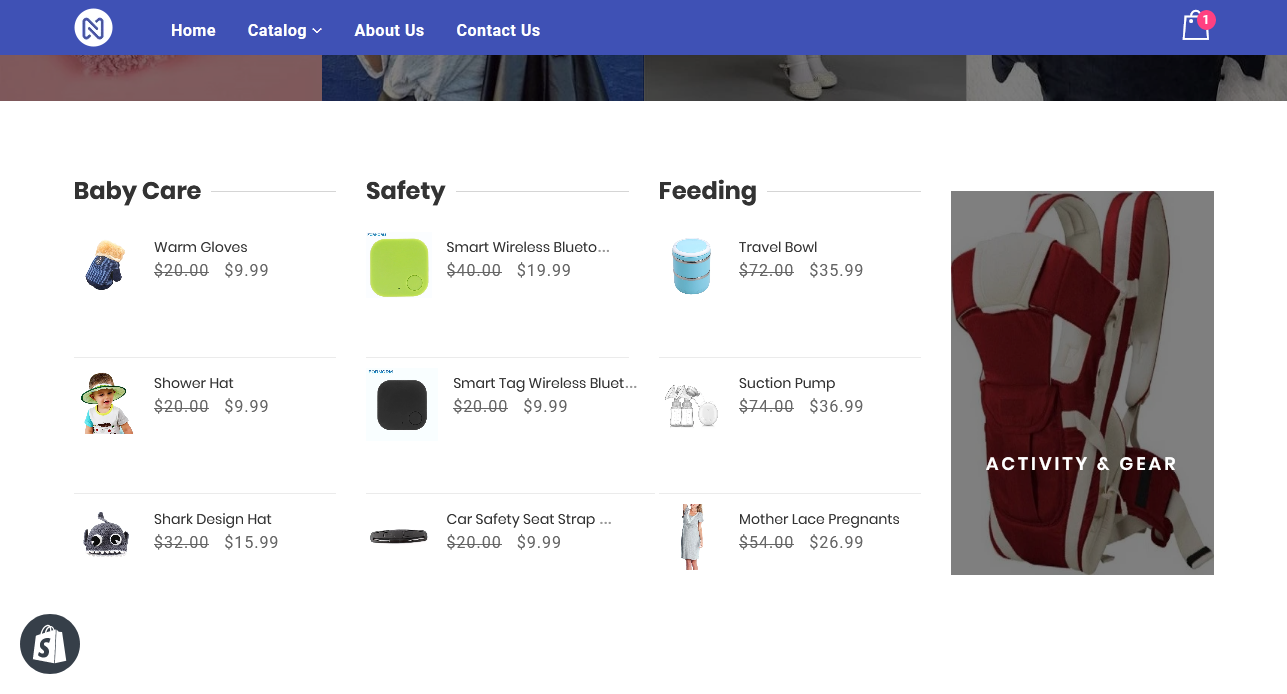 Home
Catalog
About Us
Contact Us
1
Baby Care
Warm Gloves
$20.00 $9.99
Shower Hat
$20.00 $9.99
Shark Design Hat
$32.00 $15.99
Safety
Smart Wireless Blueto...
$40.00 $19.99
Smart Tag Wireless Bluet...
$20.00 $9.99
Car Safety Seat Strap ...
$20.00 $9.99
Feeding
Travel Bowl
$72.00 $35.99
Suction Pump
$74.00 $36.99
Mother Lace Pregnants
$54.00 $26.99
ACTIVITY & GEAR